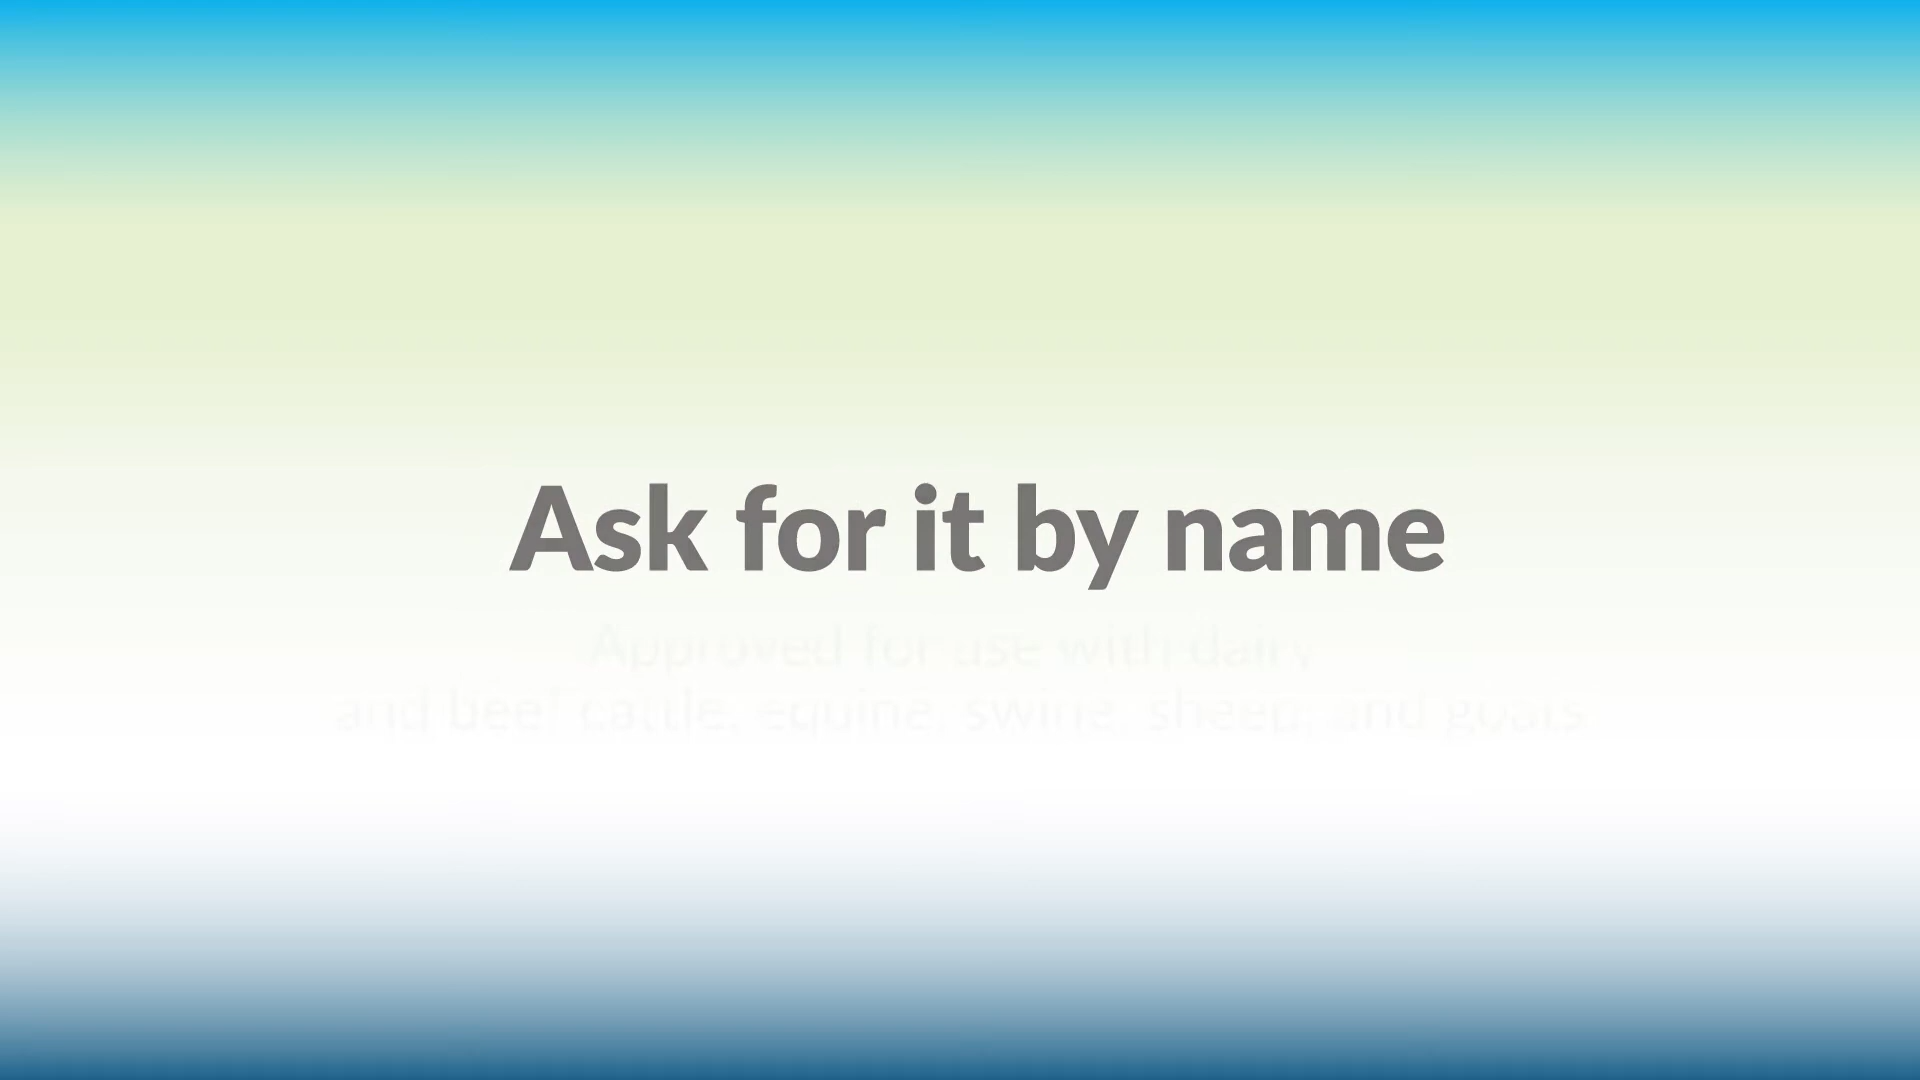 Ask for it by name
Approved for use with dairy
and beef cattle, equine, swine, sheep, and goats